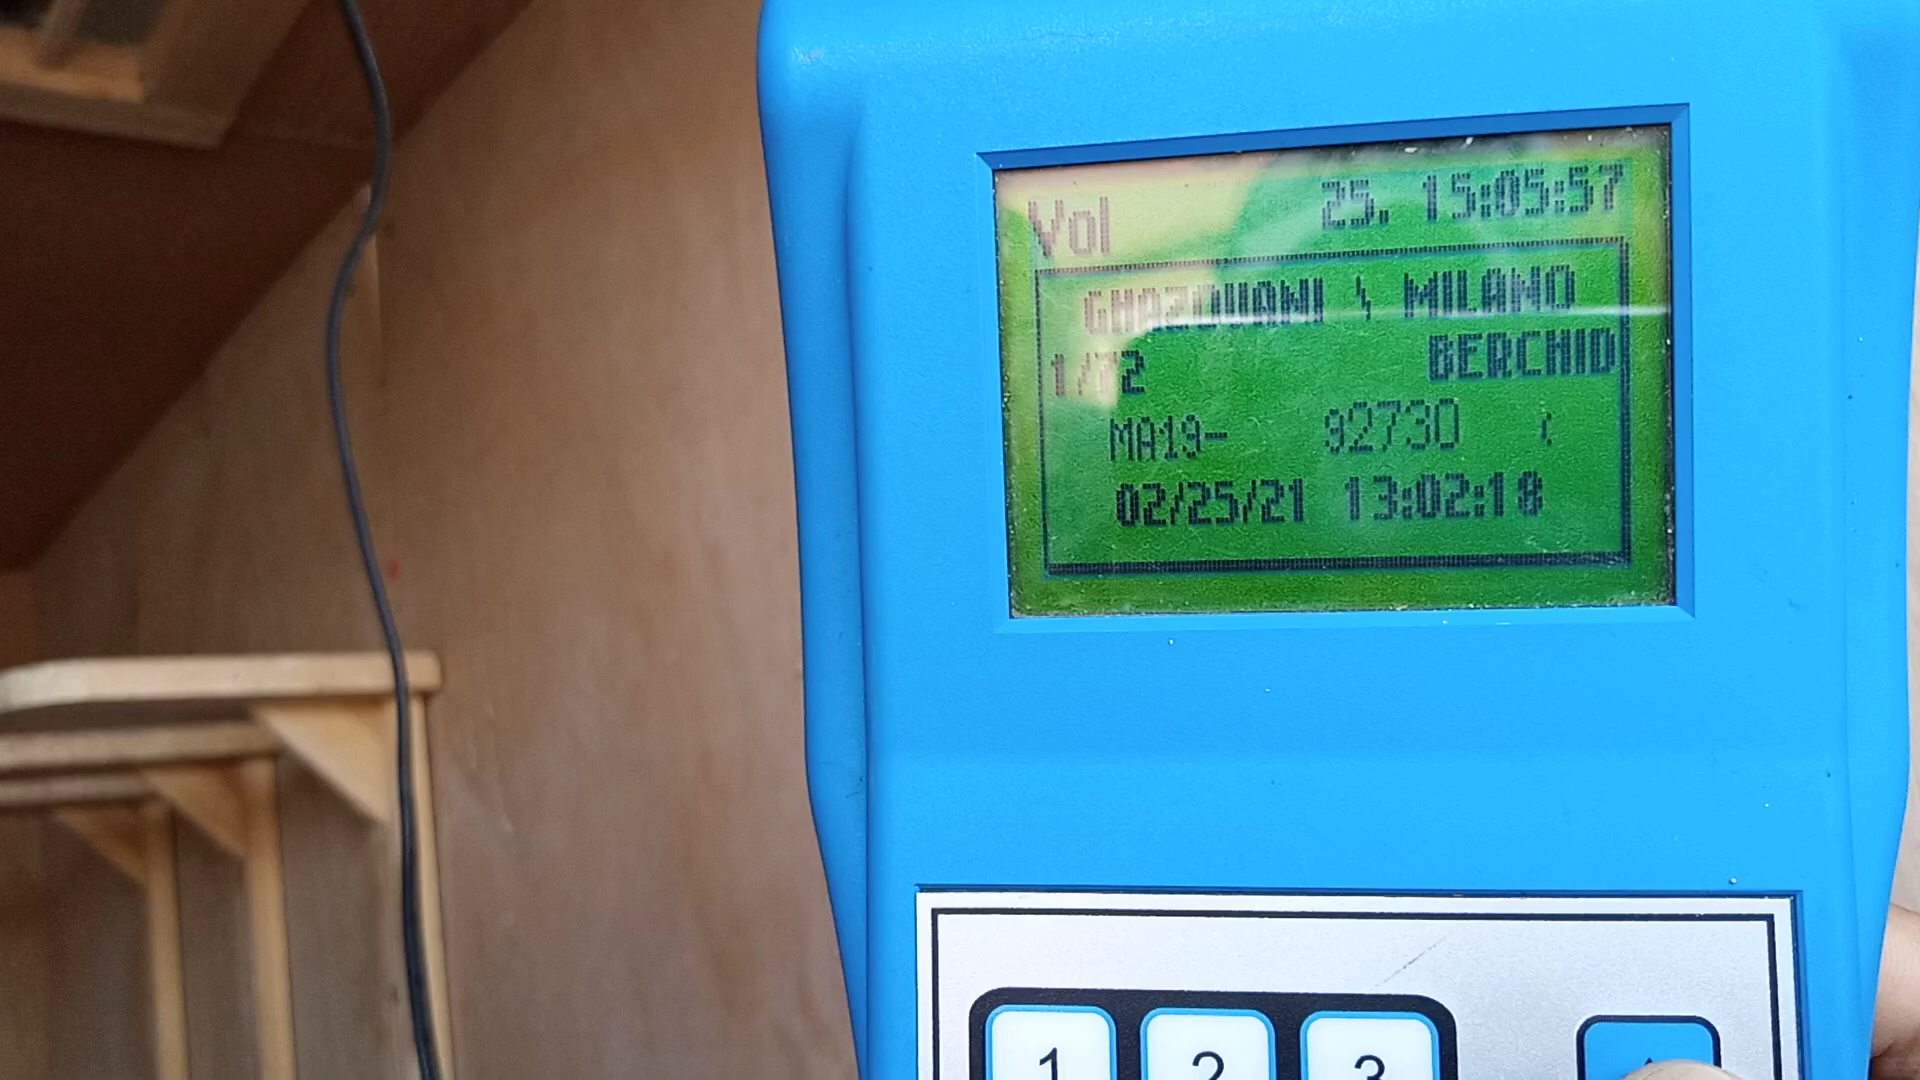 Vol 25. 15:05:57
GHAZOUANI \ MILANO
1/12 BERCHID
MA19- 92730
02/25/21 13:02:18
1 2 3